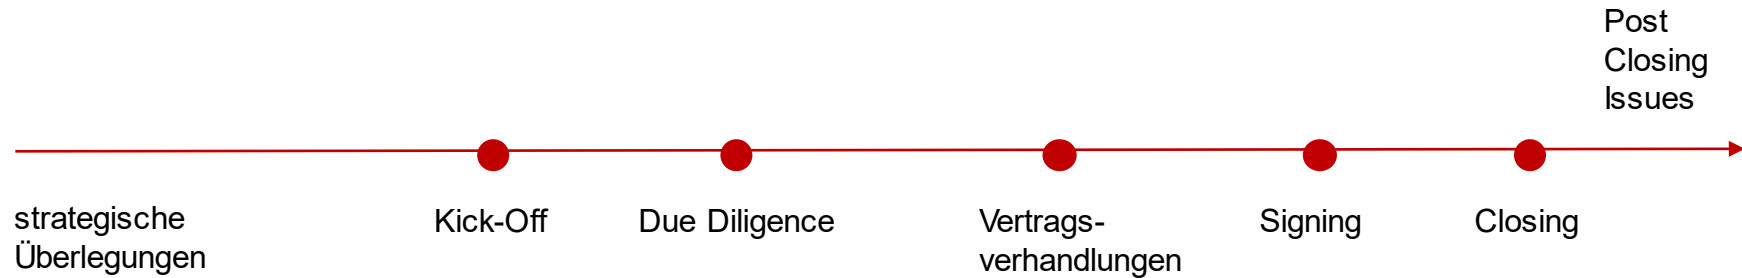 Post
Closing
Issues
strategische
Überlegungen
Kick-Off
Due Diligence
Vertrags-
verhandlungen
Signing
Closing